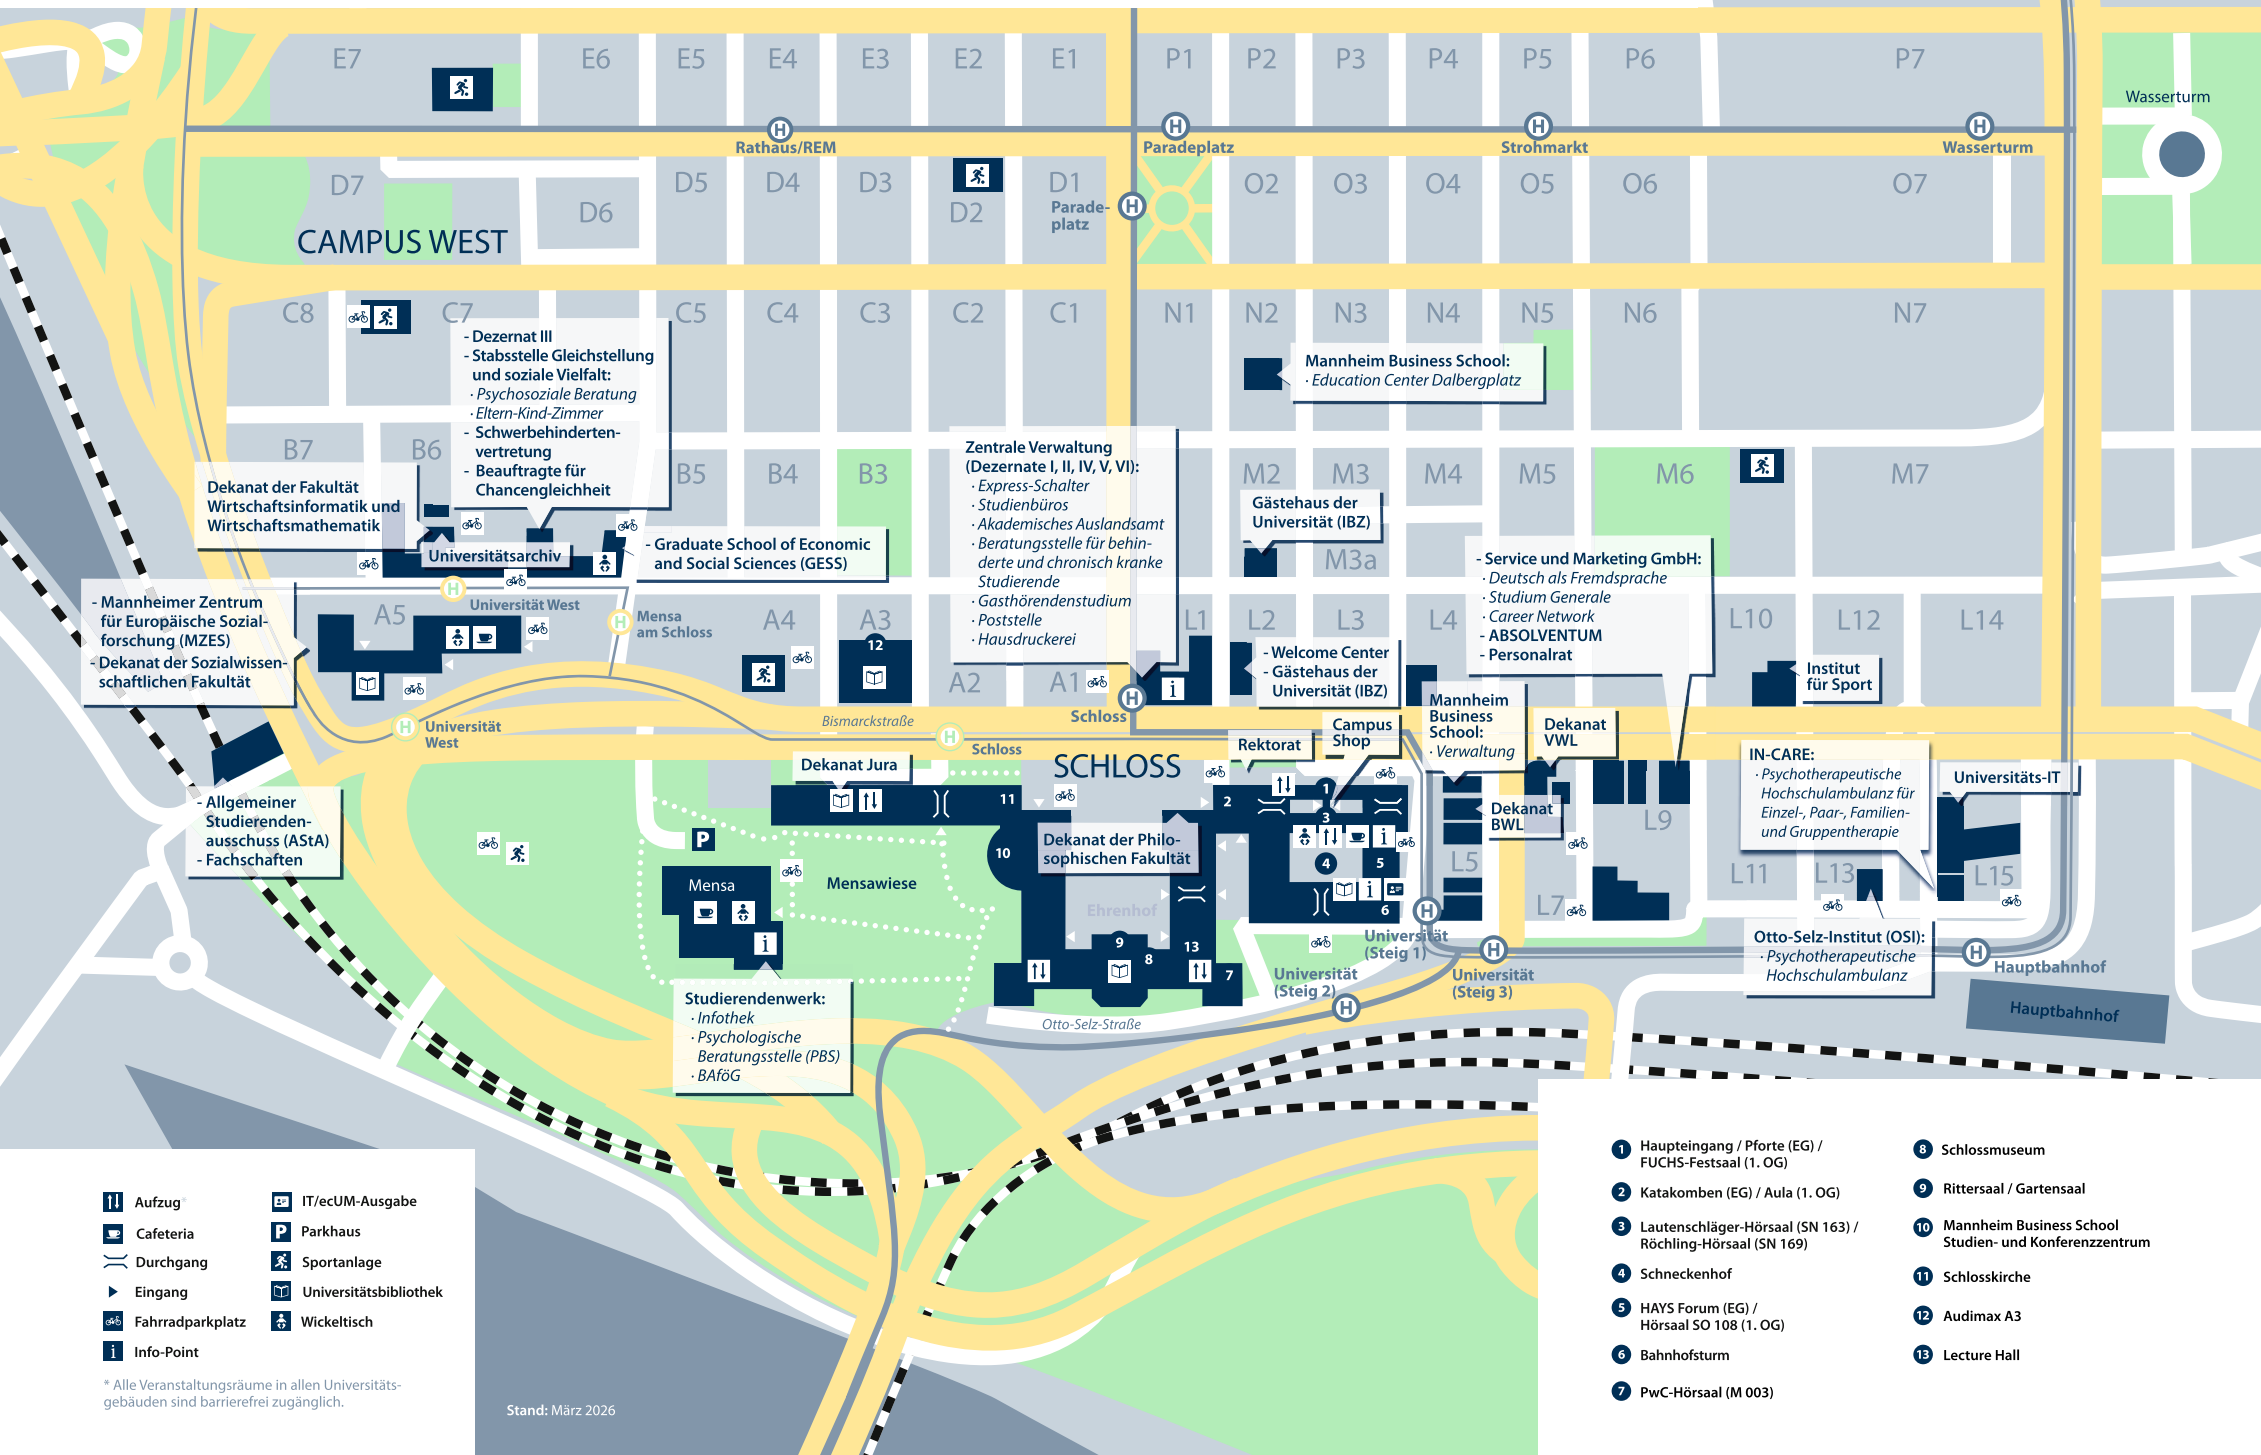 E7
E6
E5
E4
E3
E2
E1
P1
P2
P3
P4
P5
P6
P7
Wasserturm
H
Rathaus/REM
H
Paradeplatz
H
Strohmarkt
H
Wasserturm
D7
D6
D5
D4
D3
D2
D1
H
Parade-
platz
O2
O3
O4
O5
O6
O7
CAMPUS WEST
C8
C7
C5
C4
C3
C2
C1
N1
N2
N3
N4
N5
N6
N7
- Dezernat III
- Stabsstelle Gleichstellung
und soziale Vielfalt:
· Psychosoziale Beratung
· Eltern-Kind-Zimmer
- Schwerbehinderten-
vertretung
- Beauftragte für
Chancengleichheit
Mannheim Business School:
· Education Center Dalbergplatz
B7
B6
B5
B4
B3
M2
M3
M4
M5
M6
M7
Dekanat der Fakultät
Wirtschaftsinformatik und
Wirtschaftsmathematik
Universitätsarchiv
- Graduate School of Economic
and Social Sciences (GESS)
Zentrale Verwaltung
(Dezernate I, II, IV, V, VI):
· Express-Schalter
· Studienbüros
· Akademisches Auslandsamt
· Beratungsstelle für behin-
derte und chronisch kranke
Studierende
· Gasthörendenstudium
· Poststelle
· Hausdruckerei
Gästehaus der
Universität (IBZ)
M3a
- Service und Marketing GmbH:
· Deutsch als Fremdsprache
· Studium Generale
· Career Network
- ABSOLVENTUM
- Personalrat
- Mannheimer Zentrum
für Europäische Sozial-
forschung (MZES)
- Dekanat der Sozialwissen-
schaftlichen Fakultät
A5
H
Universität West
H
Mensa
am Schloss
A4
A3
12
A2
A1
L1
L2
L3
L4
L10
L12
L14
i
- Welcome Center
- Gästehaus der
Universität (IBZ)
Institut
für Sport
H
Schloss
H
Universität
West
Bismarckstraße
H
Schloss
SCHLOSS
Rektorat
Campus
Shop
Mannheim
Business
School:
· Verwaltung
Dekanat
VWL
IN-CARE:
· Psychotherapeutische
Hochschulambulanz für
Einzel-, Paar-, Familien-
und Gruppentherapie
Universitäts-IT
- Allgemeiner
Studierenden-
ausschuss (AStA)
- Fachschaften
Dekanat Jura
11
2
1
3
Dekanat
BWL
P
10
Dekanat der Philo-
sophischen Fakultät
i
4
5
L5
L9
L7
L11
L13
L15
Mensa
Mensawiese
Ehrenhof
i
6
i
9
8
13
7
H
Universität
(Steig 1)
H
Universität
(Steig 2)
H
Universität
(Steig 3)
Otto-Selz-Institut (OSI):
· Psychotherapeutische
Hochschulambulanz
H
Hauptbahnhof
Hauptbahnhof
Studierendenwerk:
· Infothek
· Psychologische
Beratungsstelle (PBS)
· BAföG
Otto-Selz-Straße
Aufzug*
Cafeteria
Durchgang
Eingang
Fahrradparkplatz
i Info-Point
IT/ecUM-Ausgabe
P Parkhaus
Sportanlage
Universitätsbibliothek
Wickeltisch
* Alle Veranstaltungsräume in allen Universitäts-
gebäuden sind barrierefrei zugänglich.
Stand: März 2026
1 Haupteingang / Pforte (EG) /
FUCHS-Festsaal (1. OG)
2 Katakomben (EG) / Aula (1. OG)
3 Lautenschläger-Hörsaal (SN 163) /
Röchling-Hörsaal (SN 169)
4 Schneckenhof
5 HAYS Forum (EG) /
Hörsaal SO 108 (1. OG)
6 Bahnhofsturm
7 PwC-Hörsaal (M 003)
8 Schlossmuseum
9 Rittersaal / Gartensaal
10 Mannheim Business School
Studien- und Konferenzzentrum
11 Schlosskirche
12 Audimax A3
13 Lecture Hall